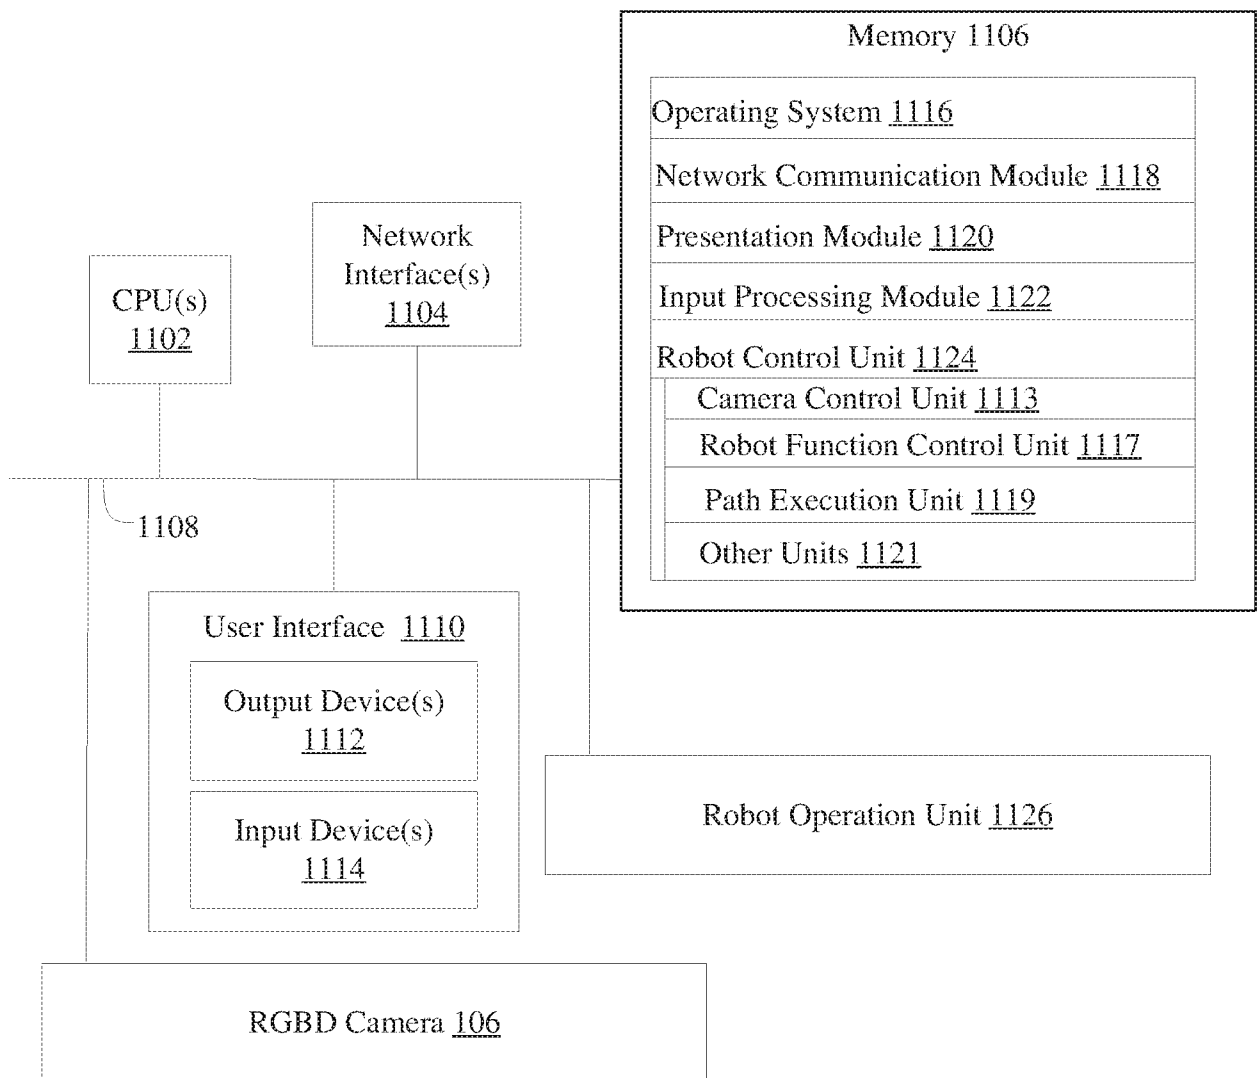 Memory 1106
Operating System 1116
Network Communication Module 1118
Presentation Module 1120
Input Processing Module 1122
Robot Control Unit 1124
Camera Control Unit 1113
Robot Function Control Unit 1117
Path Execution Unit 1119
Other Units 1121
Network
Interface(s)
1104
CPU(s)
1102
1108
User Interface 1110
Output Device(s)
1112
Input Device(s)
1114
Robot Operation Unit 1126
RGBD Camera 106